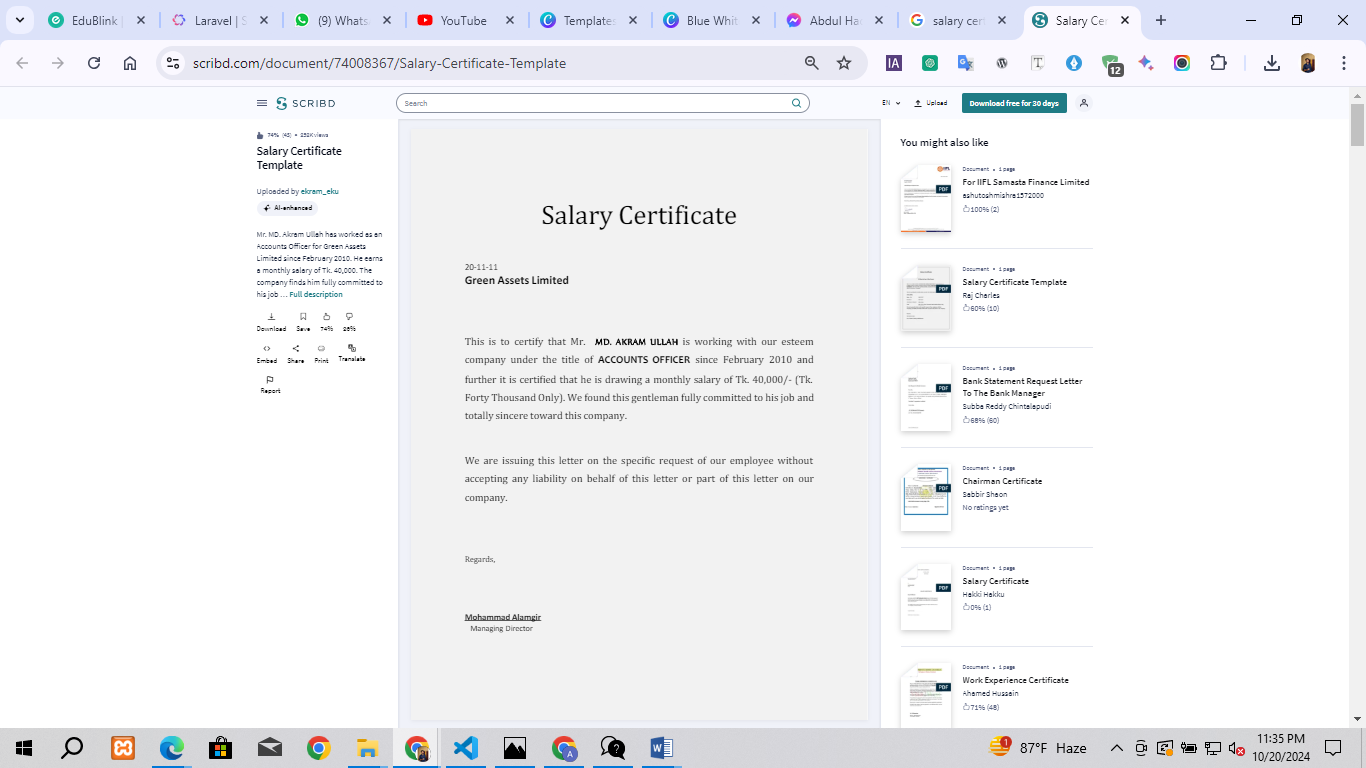 EduBlink
Laravel | S
(9) Whats
YouTube
Templates
Blue Whit
Abdul Ha
salary cert
Salary Cer
scribd.com/document/74008367/Salary-Certificate-Template
IA
12
SCRIBD
Search
EN
Upload
Download free for 30 days
74% (43) • 252K views
Salary Certificate
Template
Uploaded by ekram_eku
AI-enhanced
Mr. MD. Akram Ullah has worked as an
Accounts Officer for Green Assets
Limited since February 2010. He earns
a monthly salary of Tk. 40,000. The
company finds him fully committed to
his job ... Full description
Download Save 74% 26%
Embed Share Print Translate
Report
Salary Certificate
20-11-11
Green Assets Limited
This is to certify that Mr. MD. AKRAM ULLAH is working with our esteem
company under the title of ACCOUNTS OFFICER since February 2010 and
further it is certified that he is drawing a monthly salary of Tk. 40,000/- (Tk.
Forty Thousand Only). We found this gentleman fully committed to his job and
totally sincere toward this company.
We are issuing this letter on the specific request of our employee without
accepting any liability on behalf of this letter or part of this letter on our
company.
Regards,
Mohammad Alamgir
Managing Director
You might also like
PDF
Document • 1 page
For IIFL Samasta Finance Limited
ashutoshmishra1572000
100% (2)
PDF
Document • 1 page
Salary Certificate Template
Raj Charles
60% (10)
PDF
Document • 1 page
Bank Statement Request Letter
To The Bank Manager
Subba Reddy Chintalapudi
68% (60)
PDF
Document • 1 page
Chairman Certificate
Sabbir Shaon
No ratings yet
PDF
Document • 1 page
Salary Certificate
Hakki Hakku
0% (1)
PDF
Document • 1 page
Work Experience Certificate
Ahamed Hussain
71% (48)
1
87°F Haze
11:35 PM
10/20/2024